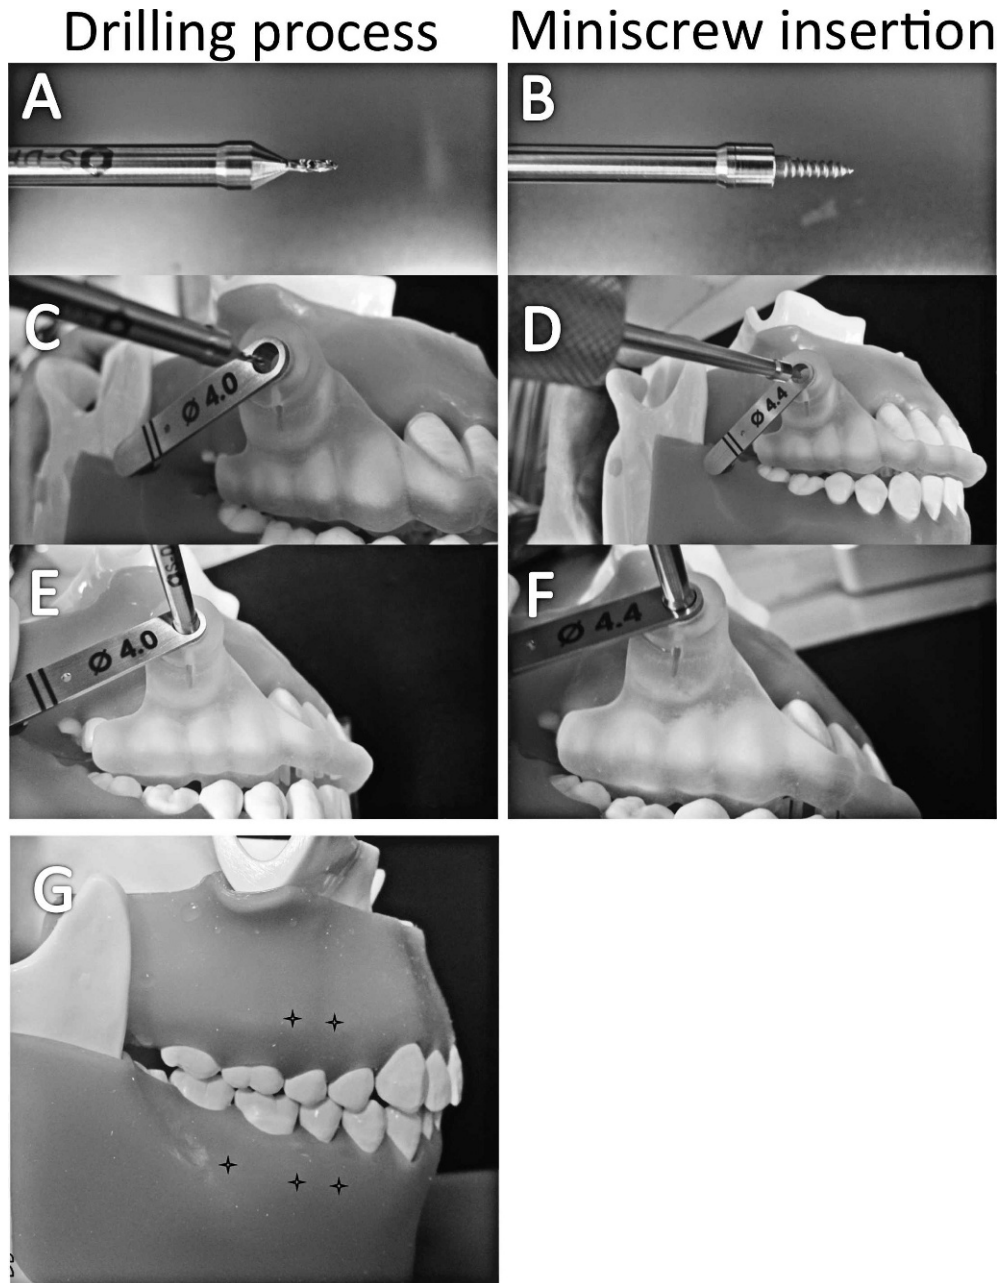 Drilling process
Miniscrew insertion
A
B
C
Ø 4.0
D
Ø 4.4
E
Ø 4.0
F
Ø 4.4
G